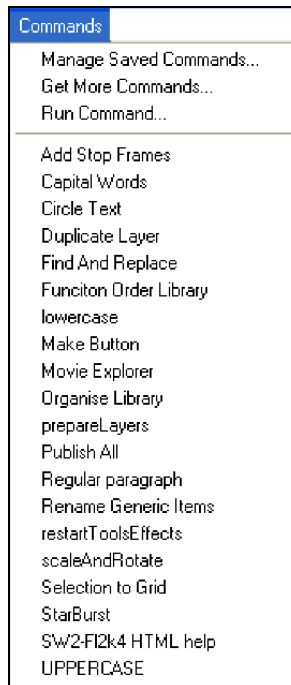 Commands
Manage Saved Commands...
Get More Commands...
Run Command...
Add Stop Frames
Capital Words
Circle Text
Duplicate Layer
Find And Replace
Funciton Order Library
lowercase
Make Button
Movie Explorer
Organise Library
prepareLayers
Publish All
Regular paragraph
Rename Generic Items
restartToolsEffects
scaleAndRotate
Selection to Grid
StarBurst
SW2-Fl2k4 HTML help
UPPERCASE